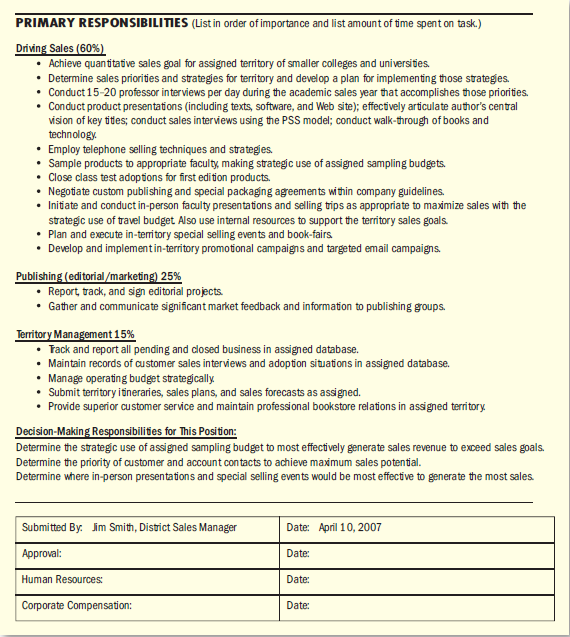 PRIMARY RESPONSIBILITIES (List in order of importance and list amount of time spent on task.)
Driving Sales (60%)
• Achieve quantitative sales goal for assigned territory of smaller colleges and universities.
• Determine sales priorities and strategies for territory and develop a plan for implementing those strategies.
• Conduct 15–20 professor interviews per day during the academic sales year that accomplishes those priorities.
• Conduct product presentations (including texts, software, and Web site); effectively articulate author's central
vision of key titles; conduct sales interviews using the PSS model; conduct walk-through of books and
technology.
• Employ telephone selling techniques and strategies.
• Sample products to appropriate faculty, making strategic use of assigned sampling budgets.
• Close class test adoptions for first edition products.
• Negotiate custom publishing and special packaging agreements within company guidelines.
• Initiate and conduct in-person faculty presentations and selling trips as appropriate to maximize sales with the
strategic use of travel budget. Also use internal resources to support the territory sales goals.
• Plan and execute in-territory special selling events and book-fairs.
• Develop and implement in-territory promotional campaigns and targeted email campaigns.
Publishing (editorial/marketing) 25%
• Report, track, and sign editorial projects.
• Gather and communicate significant market feedback and information to publishing groups.
Territory Management 15%
• Track and report all pending and closed business in assigned database.
• Maintain records of customer sales interviews and adoption situations in assigned database.
• Manage operating budget strategically.
• Submit territory itineraries, sales plans, and sales forecasts as assigned.
• Provide superior customer service and maintain professional bookstore relations in assigned territory.
Decision-Making Responsibilities for This Position:
Determine the strategic use of assigned sampling budget to most effectively generate sales revenue to exceed sales goals.
Determine the priority of customer and account contacts to achieve maximum sales potential.
Determine where in-person presentations and special selling events would be most effective to generate the most sales.
Submitted By: Jim Smith, District Sales Manager Date: April 10, 2007
Approval: Date:
Human Resources: Date:
Corporate Compensation: Date: